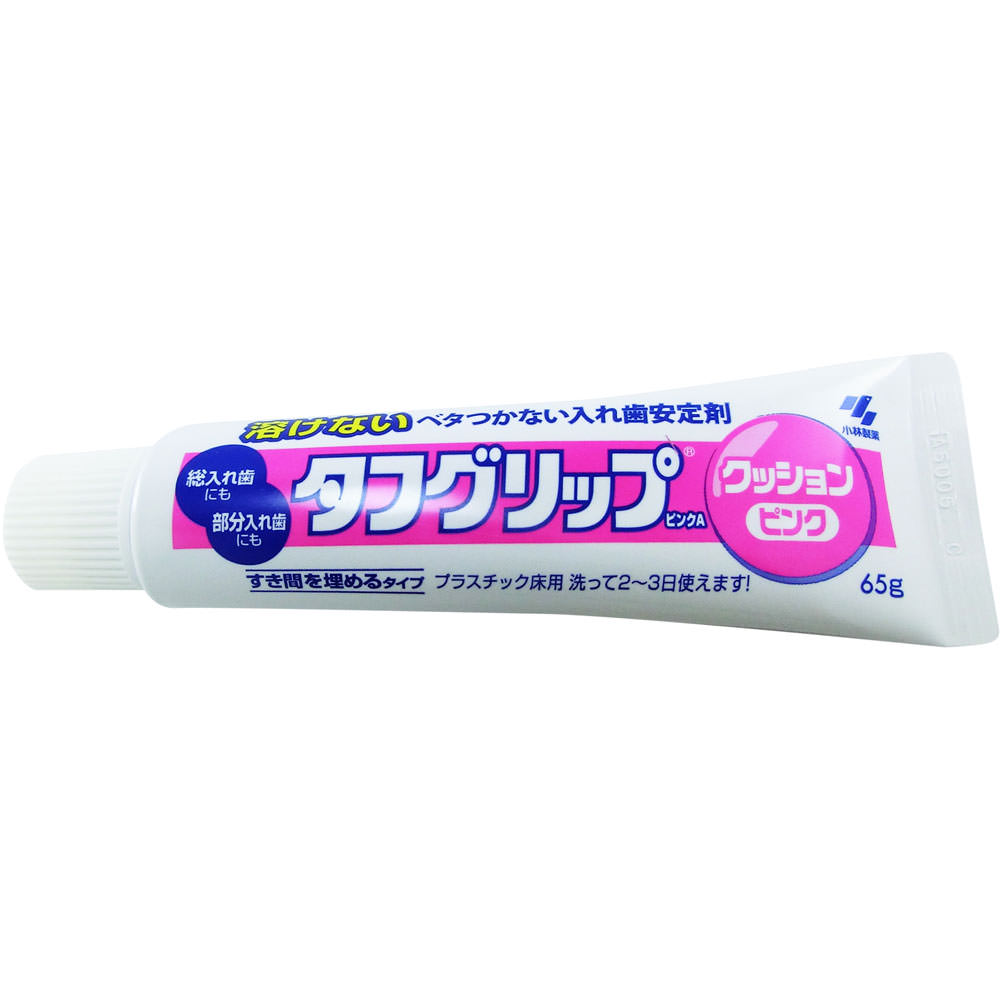 溶けない ベタつかない入れ歯安定剤
小林製薬
総入れ歯
にも
部分入れ歯
にも
タフグリップ®
ピンクA
クッション
ピンク
すき間を埋めるタイプ プラスチック床用 洗って2〜3日使えます!
65g